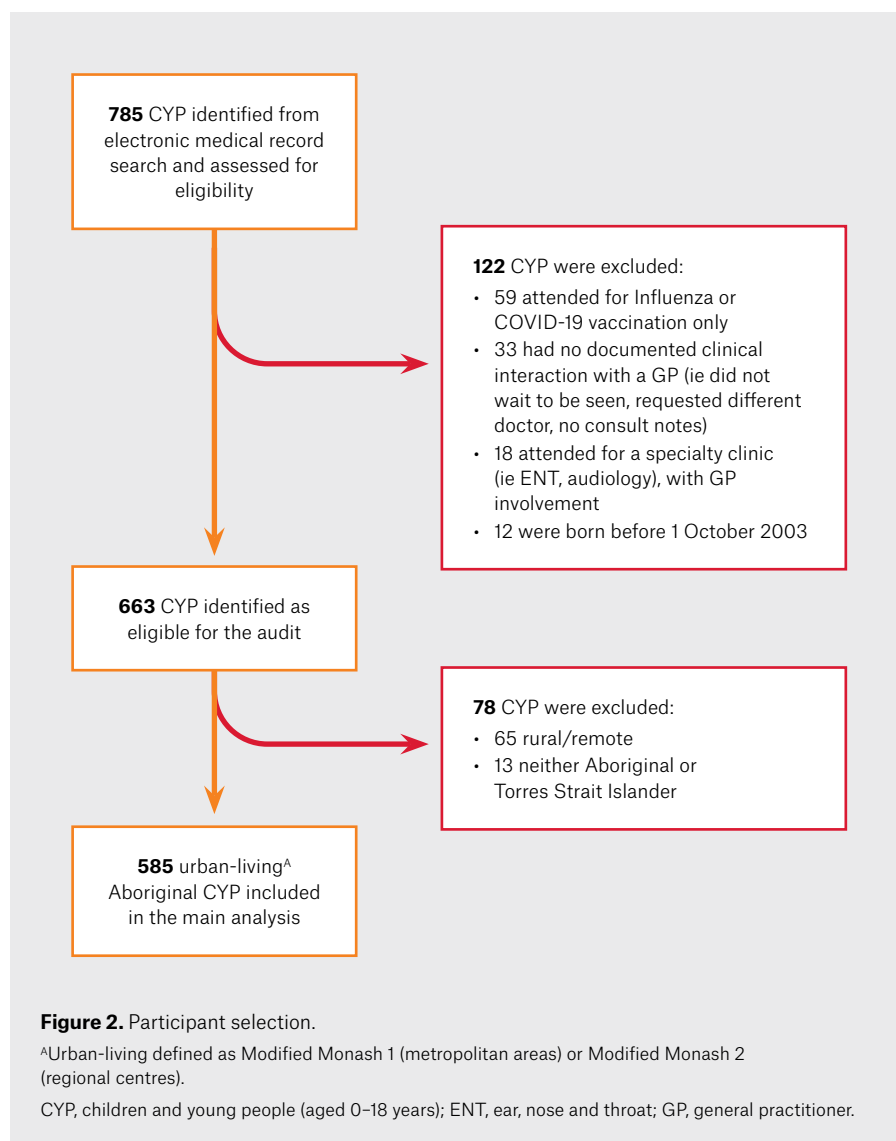 785 CYP identified from
electronic medical record
search and assessed for
eligibility
122 CYP were excluded:
• 59 attended for Influenza or
COVID-19 vaccination only
• 33 had no documented clinical
interaction with a GP (ie did not
wait to be seen, requested different
doctor, no consult notes)
• 18 attended for a specialty clinic
(ie ENT, audiology), with GP
involvement
• 12 were born before 1 October 2003
663 CYP identified as
eligible for the audit
78 CYP were excluded:
• 65 rural/remote
• 13 neither Aboriginal or
Torres Strait Islander
585 urban-livingᴬ
Aboriginal CYP included
in the main analysis
Figure 2. Participant selection.
ᴬUrban-living defined as Modified Monash 1 (metropolitan areas) or Modified Monash 2
(regional centres).
CYP, children and young people (aged 0–18 years); ENT, ear, nose and throat; GP, general practitioner.